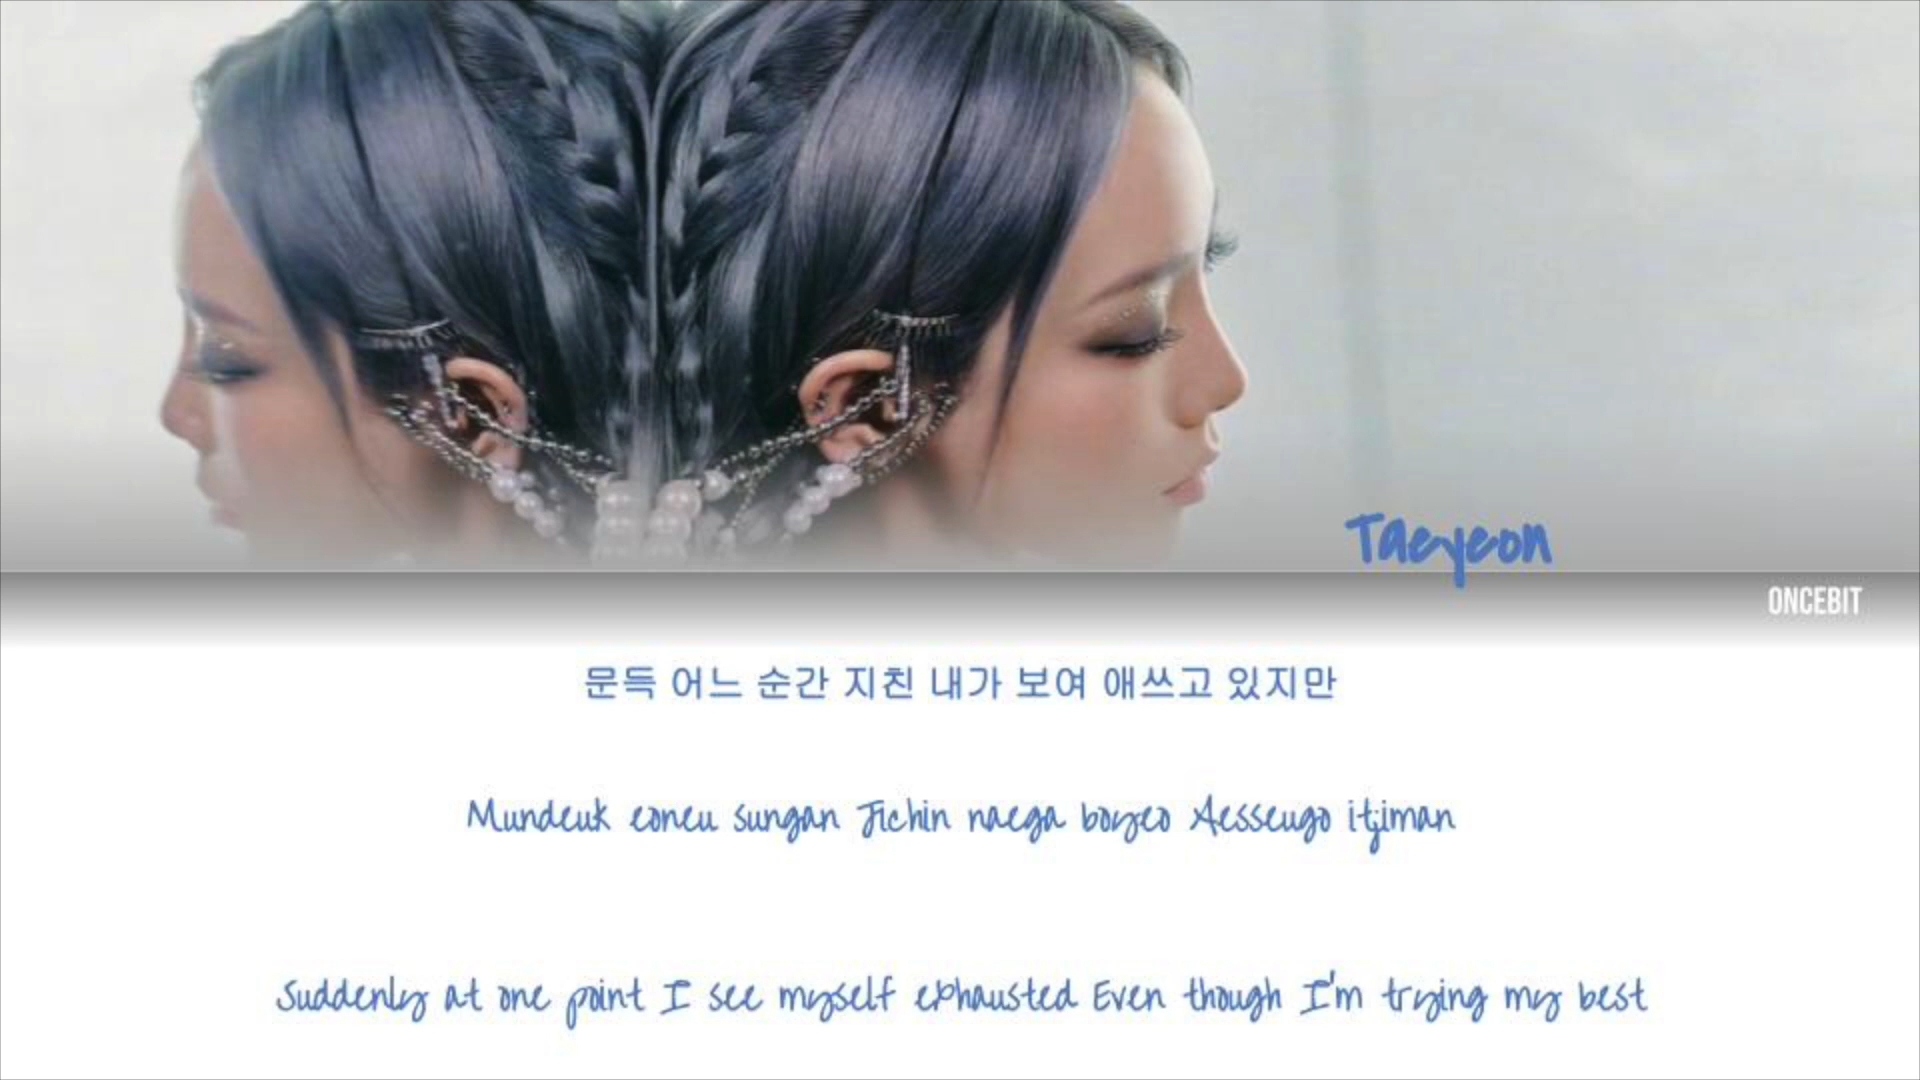 Taeyeon
ONCEBIT
문득 어느 순간 지친 내가 보여 애쓰고 있지만
Mundeuk eoneu sungan Jichin naega boyeo Aesseugo itjiman
Suddenly at one point I see myself exhausted Even though I'm trying my best